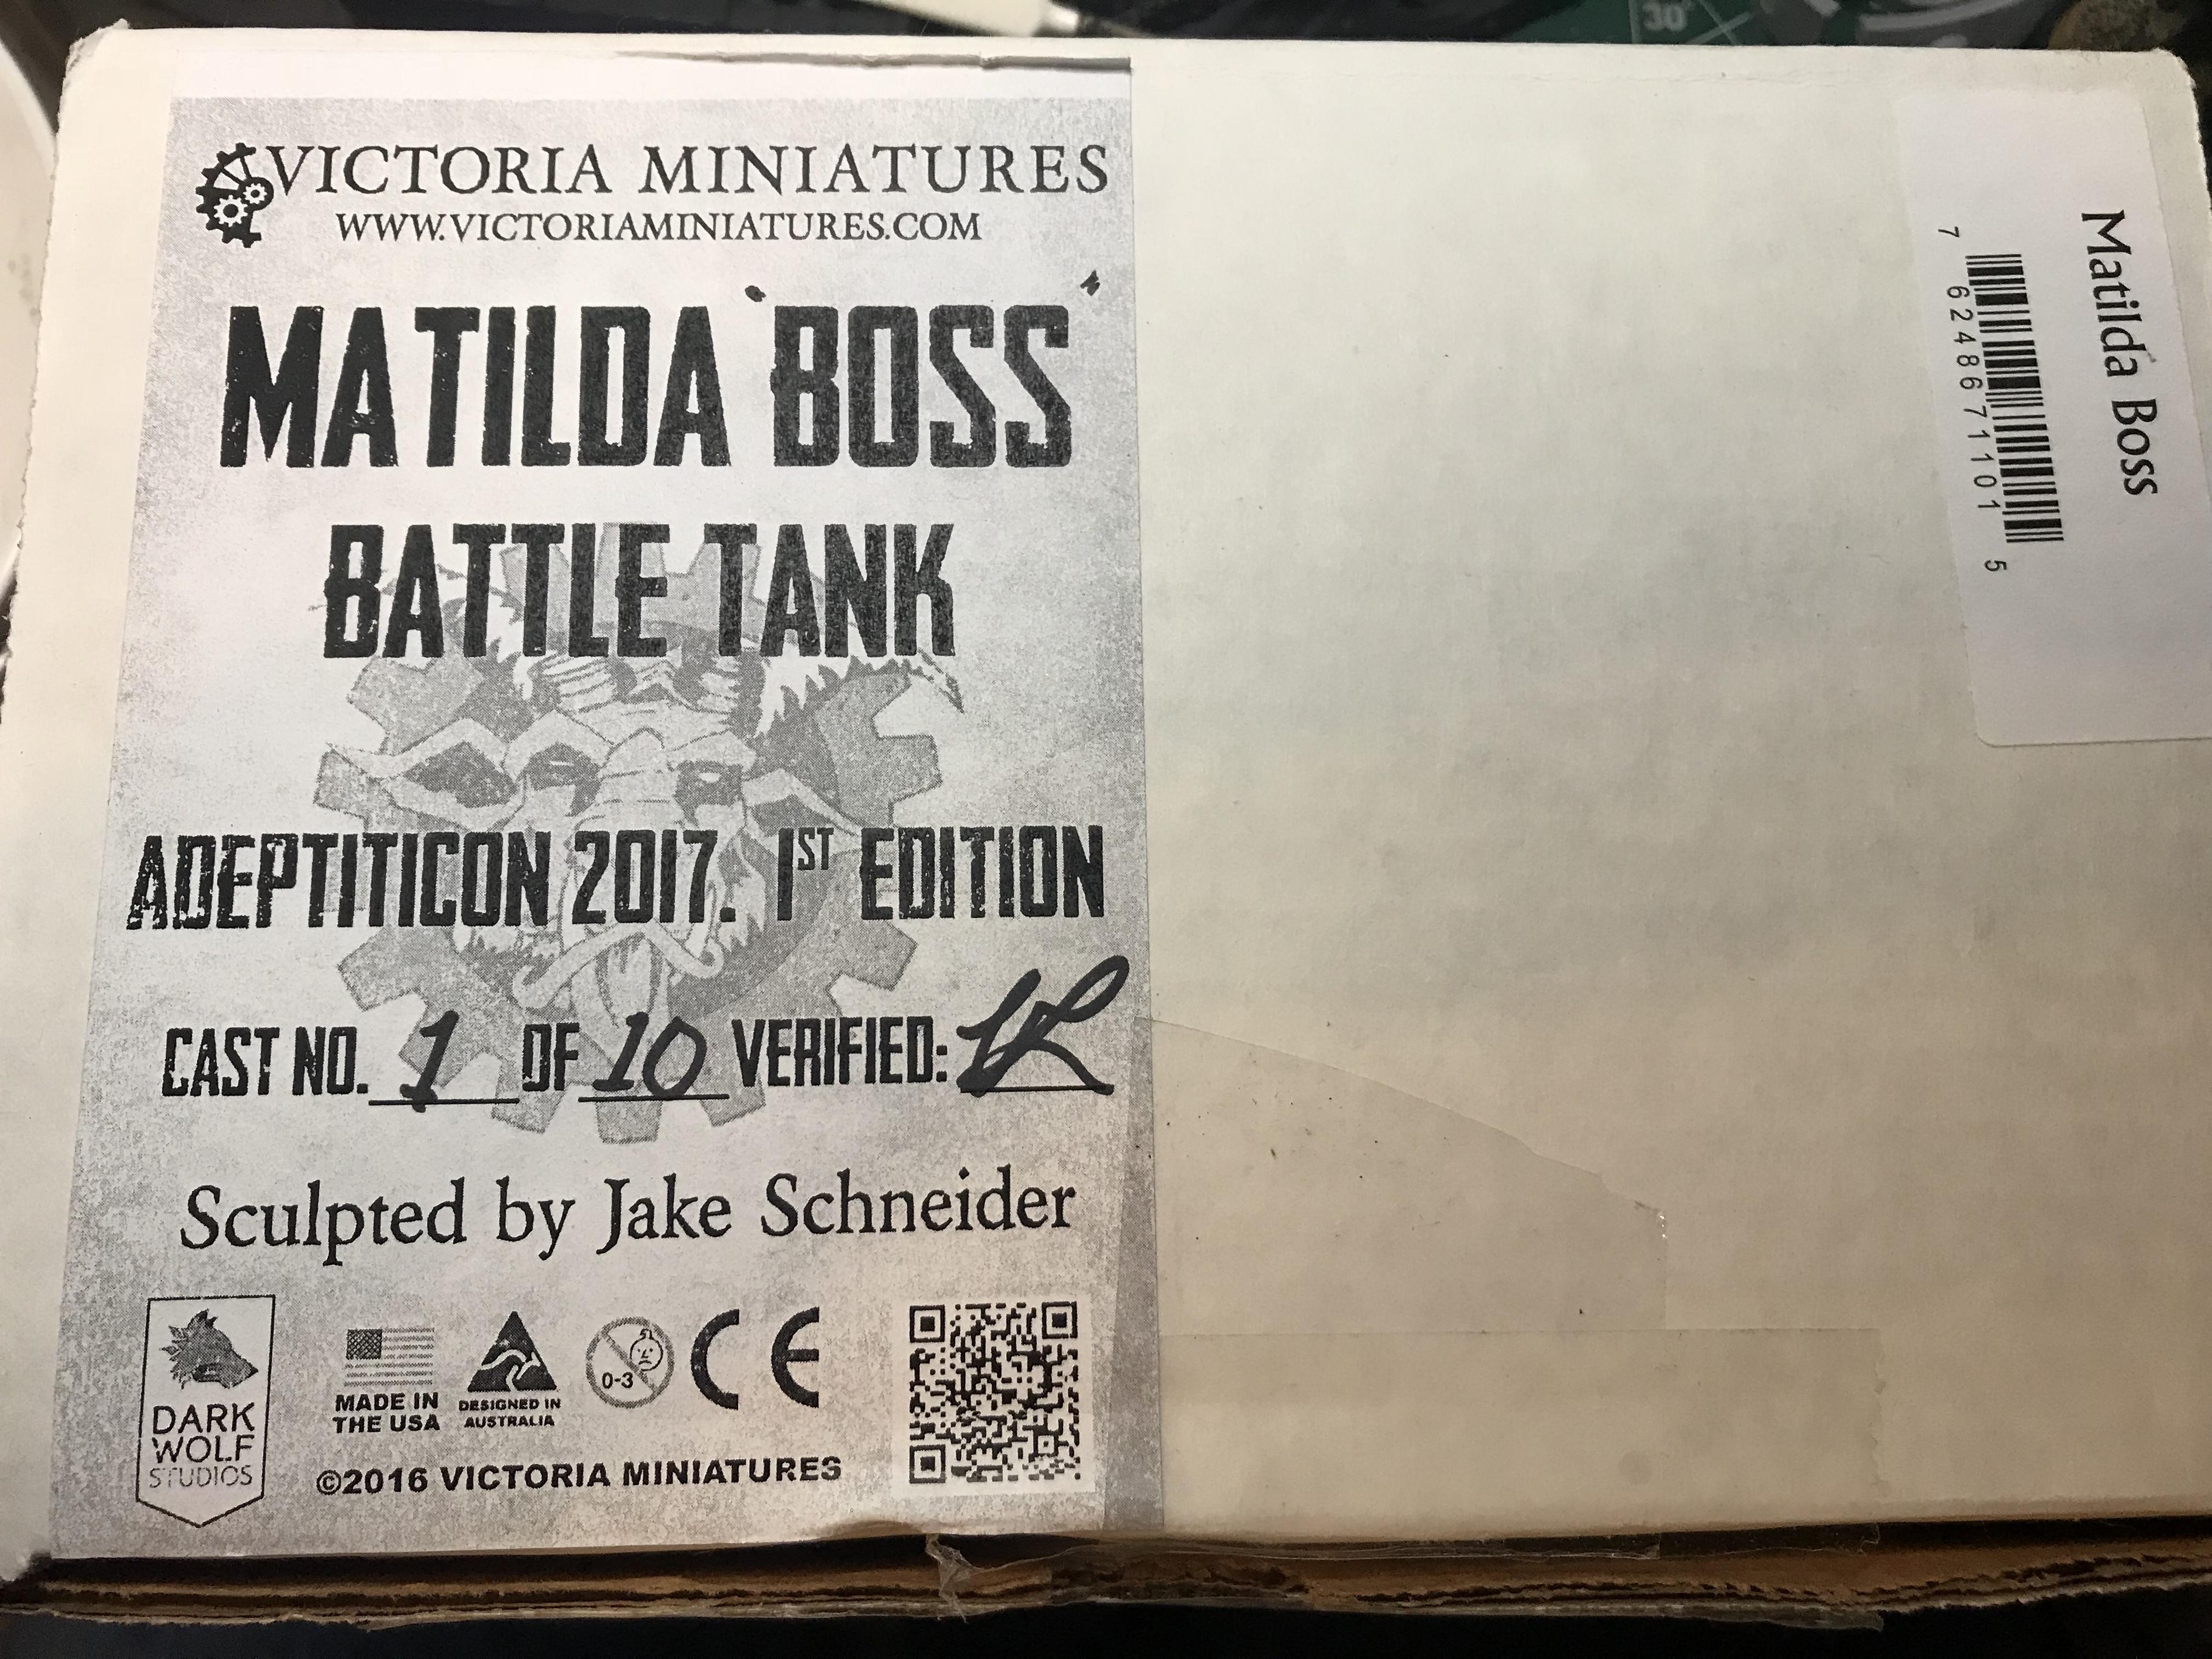 VICTORIA MINIATURES
WWW.VICTORIAMINIATURES.COM
MATILDA 'BOSS'
BATTLE TANK
ADEPTITICON 2017. 1ST EDITION
CAST NO. 1 OF 10 VERIFIED:
Sculpted by Jake Schneider
DARK
WOLF
STUDIOS
MADE IN
THE USA
DESIGNED IN
AUSTRALIA
0-3
CE
©2016 VICTORIA MINIATURES
Matilda Boss
7 62486 71101 5
30°